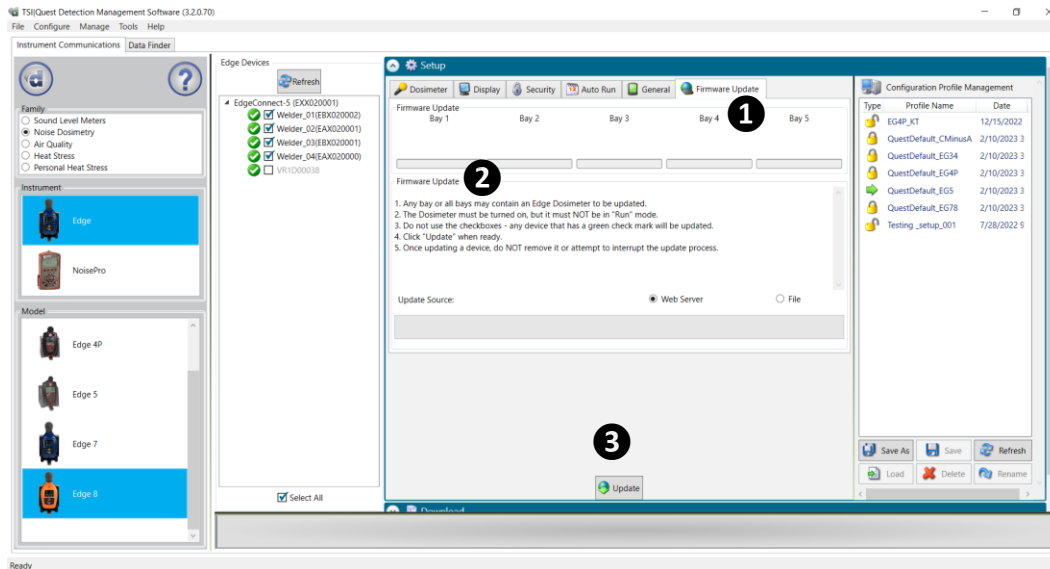 TSI|Quest Detection Management Software (3.2.0.70)
File Configure Manage Tools Help
Instrument Communications Data Finder
Family
Sound Level Meters
Noise Dosimetry
Air Quality
Heat Stress
Personal Heat Stress
Instrument
Edge
NoisePro
Model
Edge 4P
Edge 5
Edge 7
Edge 8
Edge Devices
Refresh
EdgeConnect-5 (EXX020001)
Welder_01(EBX020002)
Welder_02(EAX020001)
Welder_03(EBX020001)
Welder_04(EAX020000)
VR1D00038
Select All
Setup
Dosimeter Display Security Auto Run General Firmware Update
1
Firmware Update
Bay 1 Bay 2 Bay 3 Bay 4 Bay 5
2
Firmware Update
1. Any bay or all bays may contain an Edge Dosimeter to be updated.
2. The Dosimeter must be turned on, but it must NOT be in "Run" mode.
3. Do not use the checkboxes - any device that has a green check mark will be updated.
4. Click "Update" when ready.
5. Once updating a device, do NOT remove it or attempt to interrupt the update process.
Update Source: Web Server File
3
Update
Download
Configuration Profile Management
Type Profile Name Date
EG4P_KT 12/15/2022
QuestDefault_CMinusA 2/10/2023 3
QuestDefault_EG34 2/10/2023 3
QuestDefault_EG4P 2/10/2023 3
QuestDefault_EG5 2/10/2023 3
QuestDefault_EG78 2/10/2023 3
Testing _setup_001 7/28/2022 9
Save As Save Refresh
Load Delete Rename
Ready